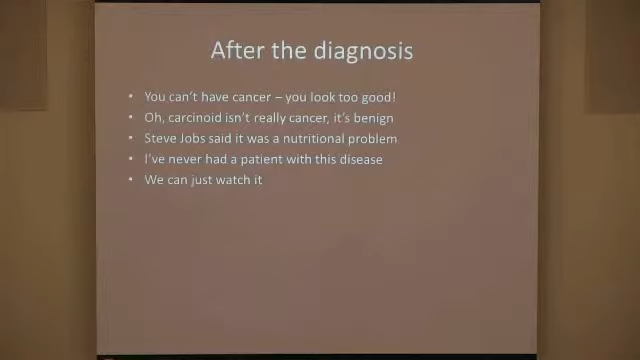 After the diagnosis
• You can't have cancer – you look too good!
• Oh, carcinoid isn't really cancer, it's benign
• Steve Jobs said it was a nutritional problem
• I've never had a patient with this disease
• We can just watch it